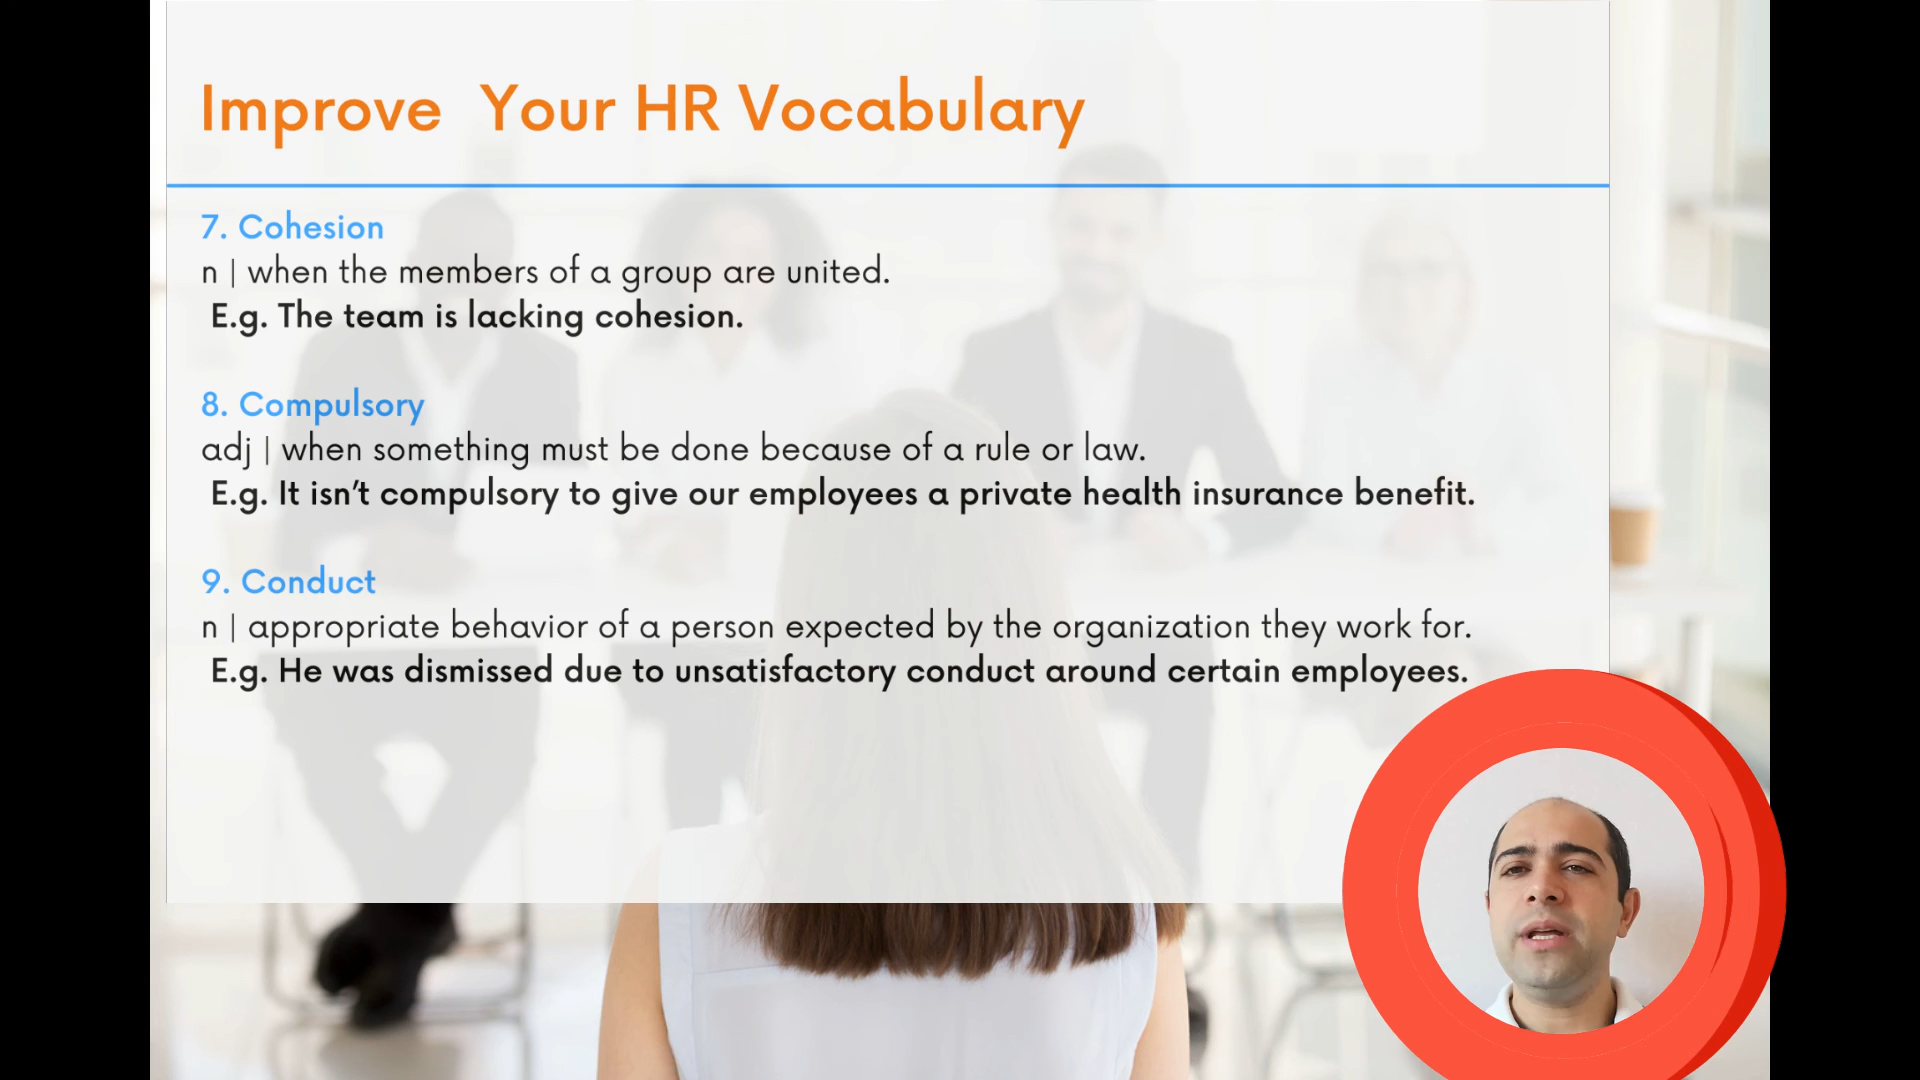 Improve Your HR Vocabulary
7. Cohesion
n | when the members of a group are united.
E.g. The team is lacking cohesion.
8. Compulsory
adj | when something must be done because of a rule or law.
E.g. It isn’t compulsory to give our employees a private health insurance benefit.
9. Conduct
n | appropriate behavior of a person expected by the organization they work for.
E.g. He was dismissed due to unsatisfactory conduct around certain employees.